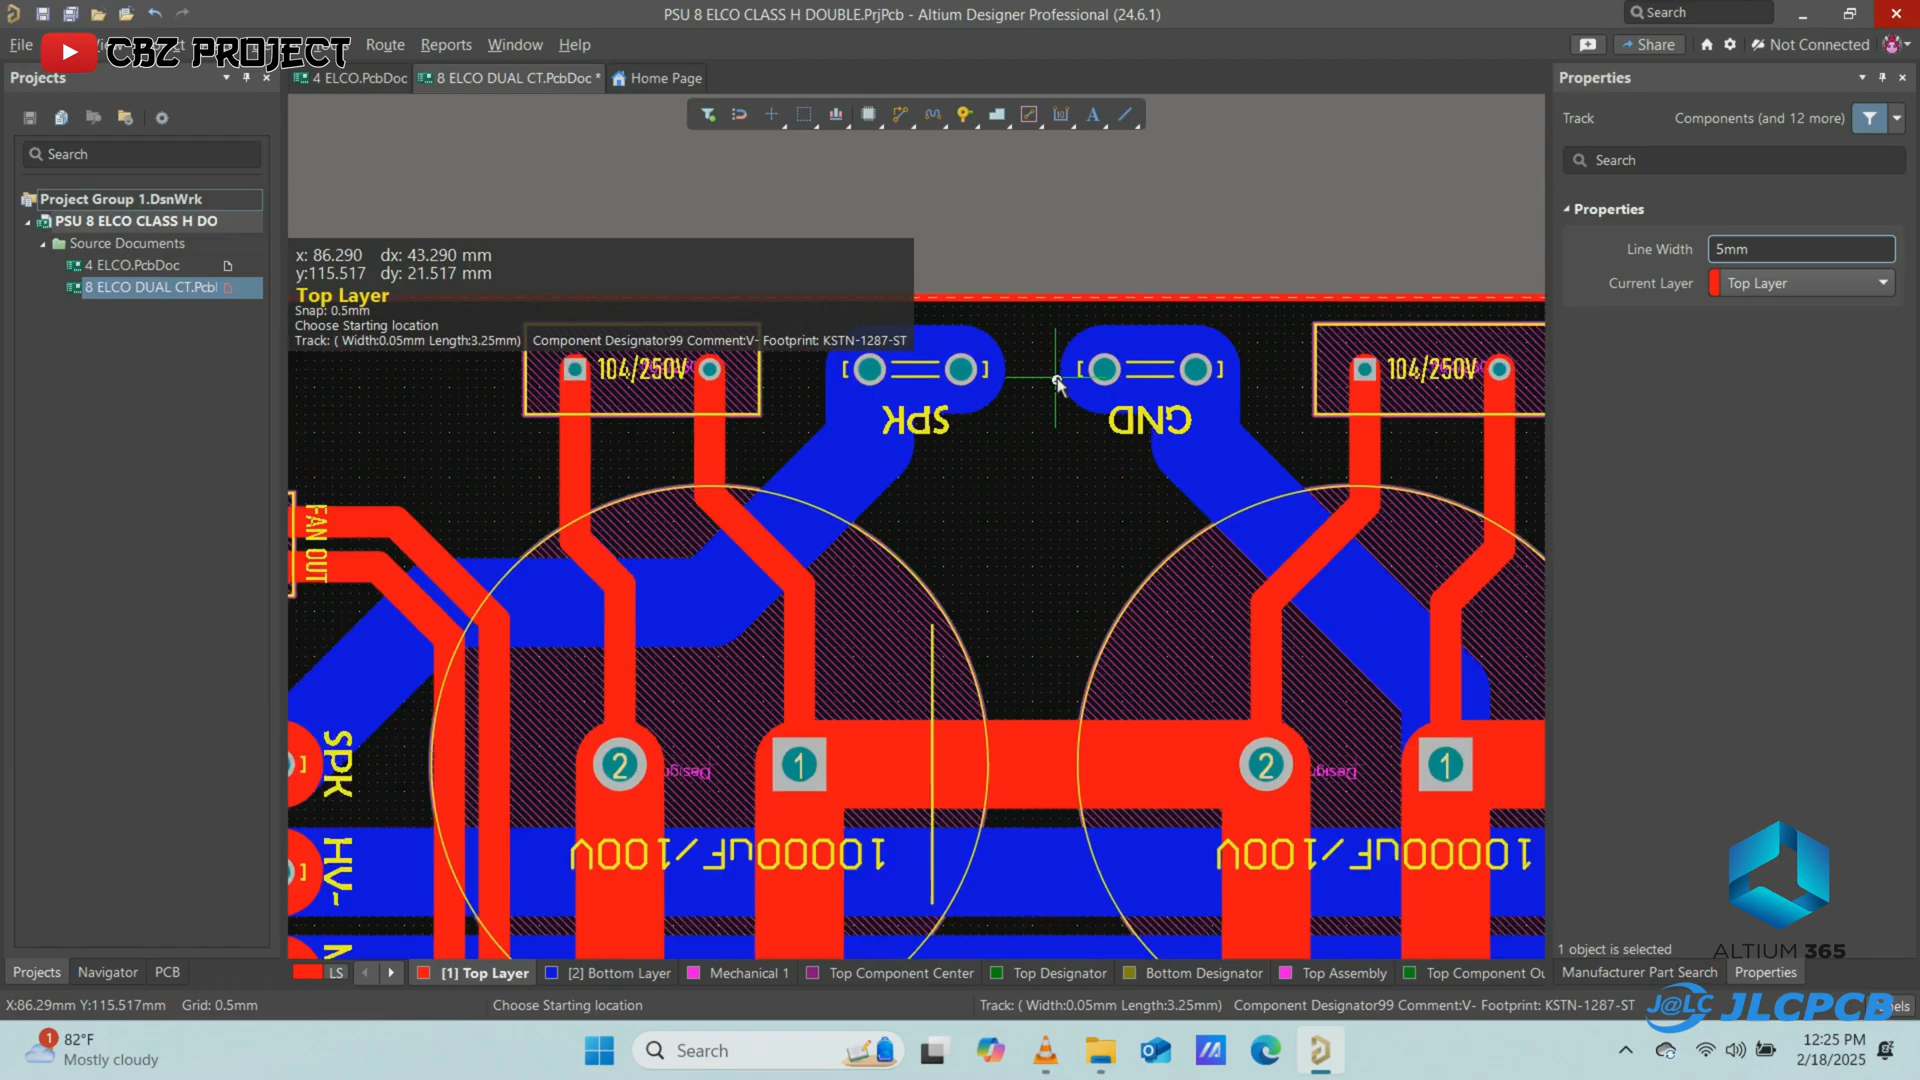 PSU 8 ELCO CLASS H DOUBLE.PrjPcb - Altium Designer Professional (24.6.1)
Search
File
CBZ PROJECT
Route
Reports
Window
Help
Share
Not Connected
Projects
4 ELCO.PcbDoc
8 ELCO DUAL CT.PcbDoc *
Home Page
Properties
Track
Components (and 12 more)
Search
Search
Project Group 1.DsnWrk
PSU 8 ELCO CLASS H DO
Source Documents
4 ELCO.PcbDoc
8 ELCO DUAL CT.Pcb
Properties
Line Width
5mm
Current Layer
Top Layer
x: 86.290 dx: 43.290 mm
y:115.517 dy: 21.517 mm
Top Layer
Snap: 0.5mm
Choose Starting location
Track: ( Width:0.05mm Length:3.25mm) Component Designator99 Comment:V- Footprint: KSTN-1287-ST
104/250V
104/250V
SPK
GND
FAN OUT
SPK
2
1
2
1
HV-
10000uF/100V
10000uF/100V
1 object is selected
ALTIUM 365
Projects
Navigator
PCB
LS
[1] Top Layer
[2] Bottom Layer
Mechanical 1
Top Component Center
Top Designator
Bottom Designator
Top Assembly
Top Component Ou
Manufacturer Part Search
Properties
X:86.29mm Y:115.517mm Grid: 0.5mm
Choose Starting location
Track: ( Width:0.05mm Length:3.25mm) Component Designator99 Comment:V- Footprint: KSTN-1287-ST
J@LC JLCPCB
1
82°F
Mostly cloudy
Search
12:25 PM
2/18/2025